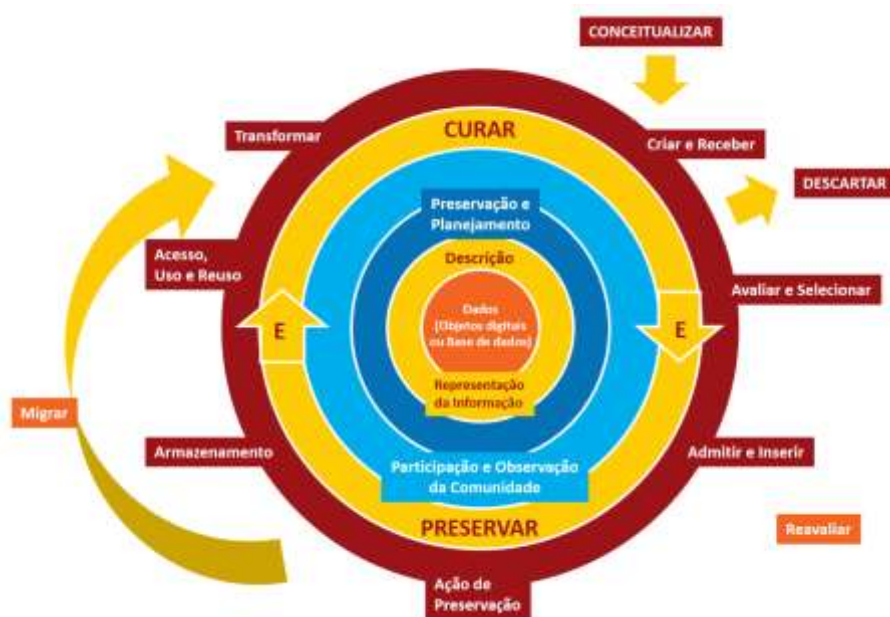 CONCEITUALIZAR
CURAR
Transformar
Criar e Receber
DESCARTAR
Preservação e
Planejamento
Descrição
Acesso,
Uso e Reuso
Avaliar e Selecionar
Dados
(Objetos digitais
ou Base de dados)
E
E
Representação
da Informação
Migrar
Armazenamento
Admitir e Inserir
Participação e Observação
da Comunidade
PRESERVAR
Reavaliar
Ação de
Preservação